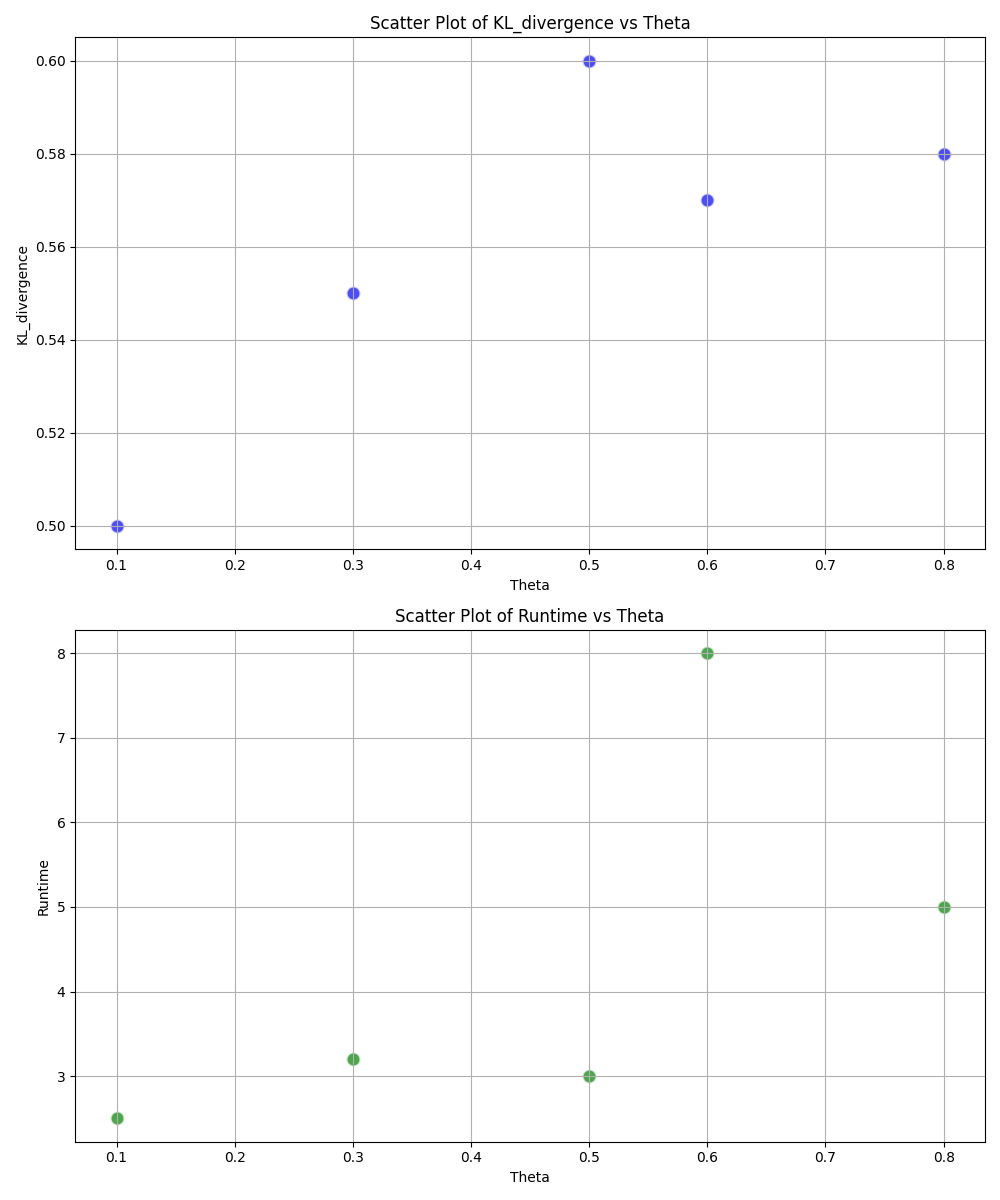 Scatter Plot of KL_divergence vs Theta
0.60
0.58
0.56
0.54
0.52
0.50
KL_divergence
0.1 0.2 0.3 0.4 0.5 0.6 0.7 0.8
Theta
Scatter Plot of Runtime vs Theta
8
7
6
5
4
3
Runtime
0.1 0.2 0.3 0.4 0.5 0.6 0.7 0.8
Theta